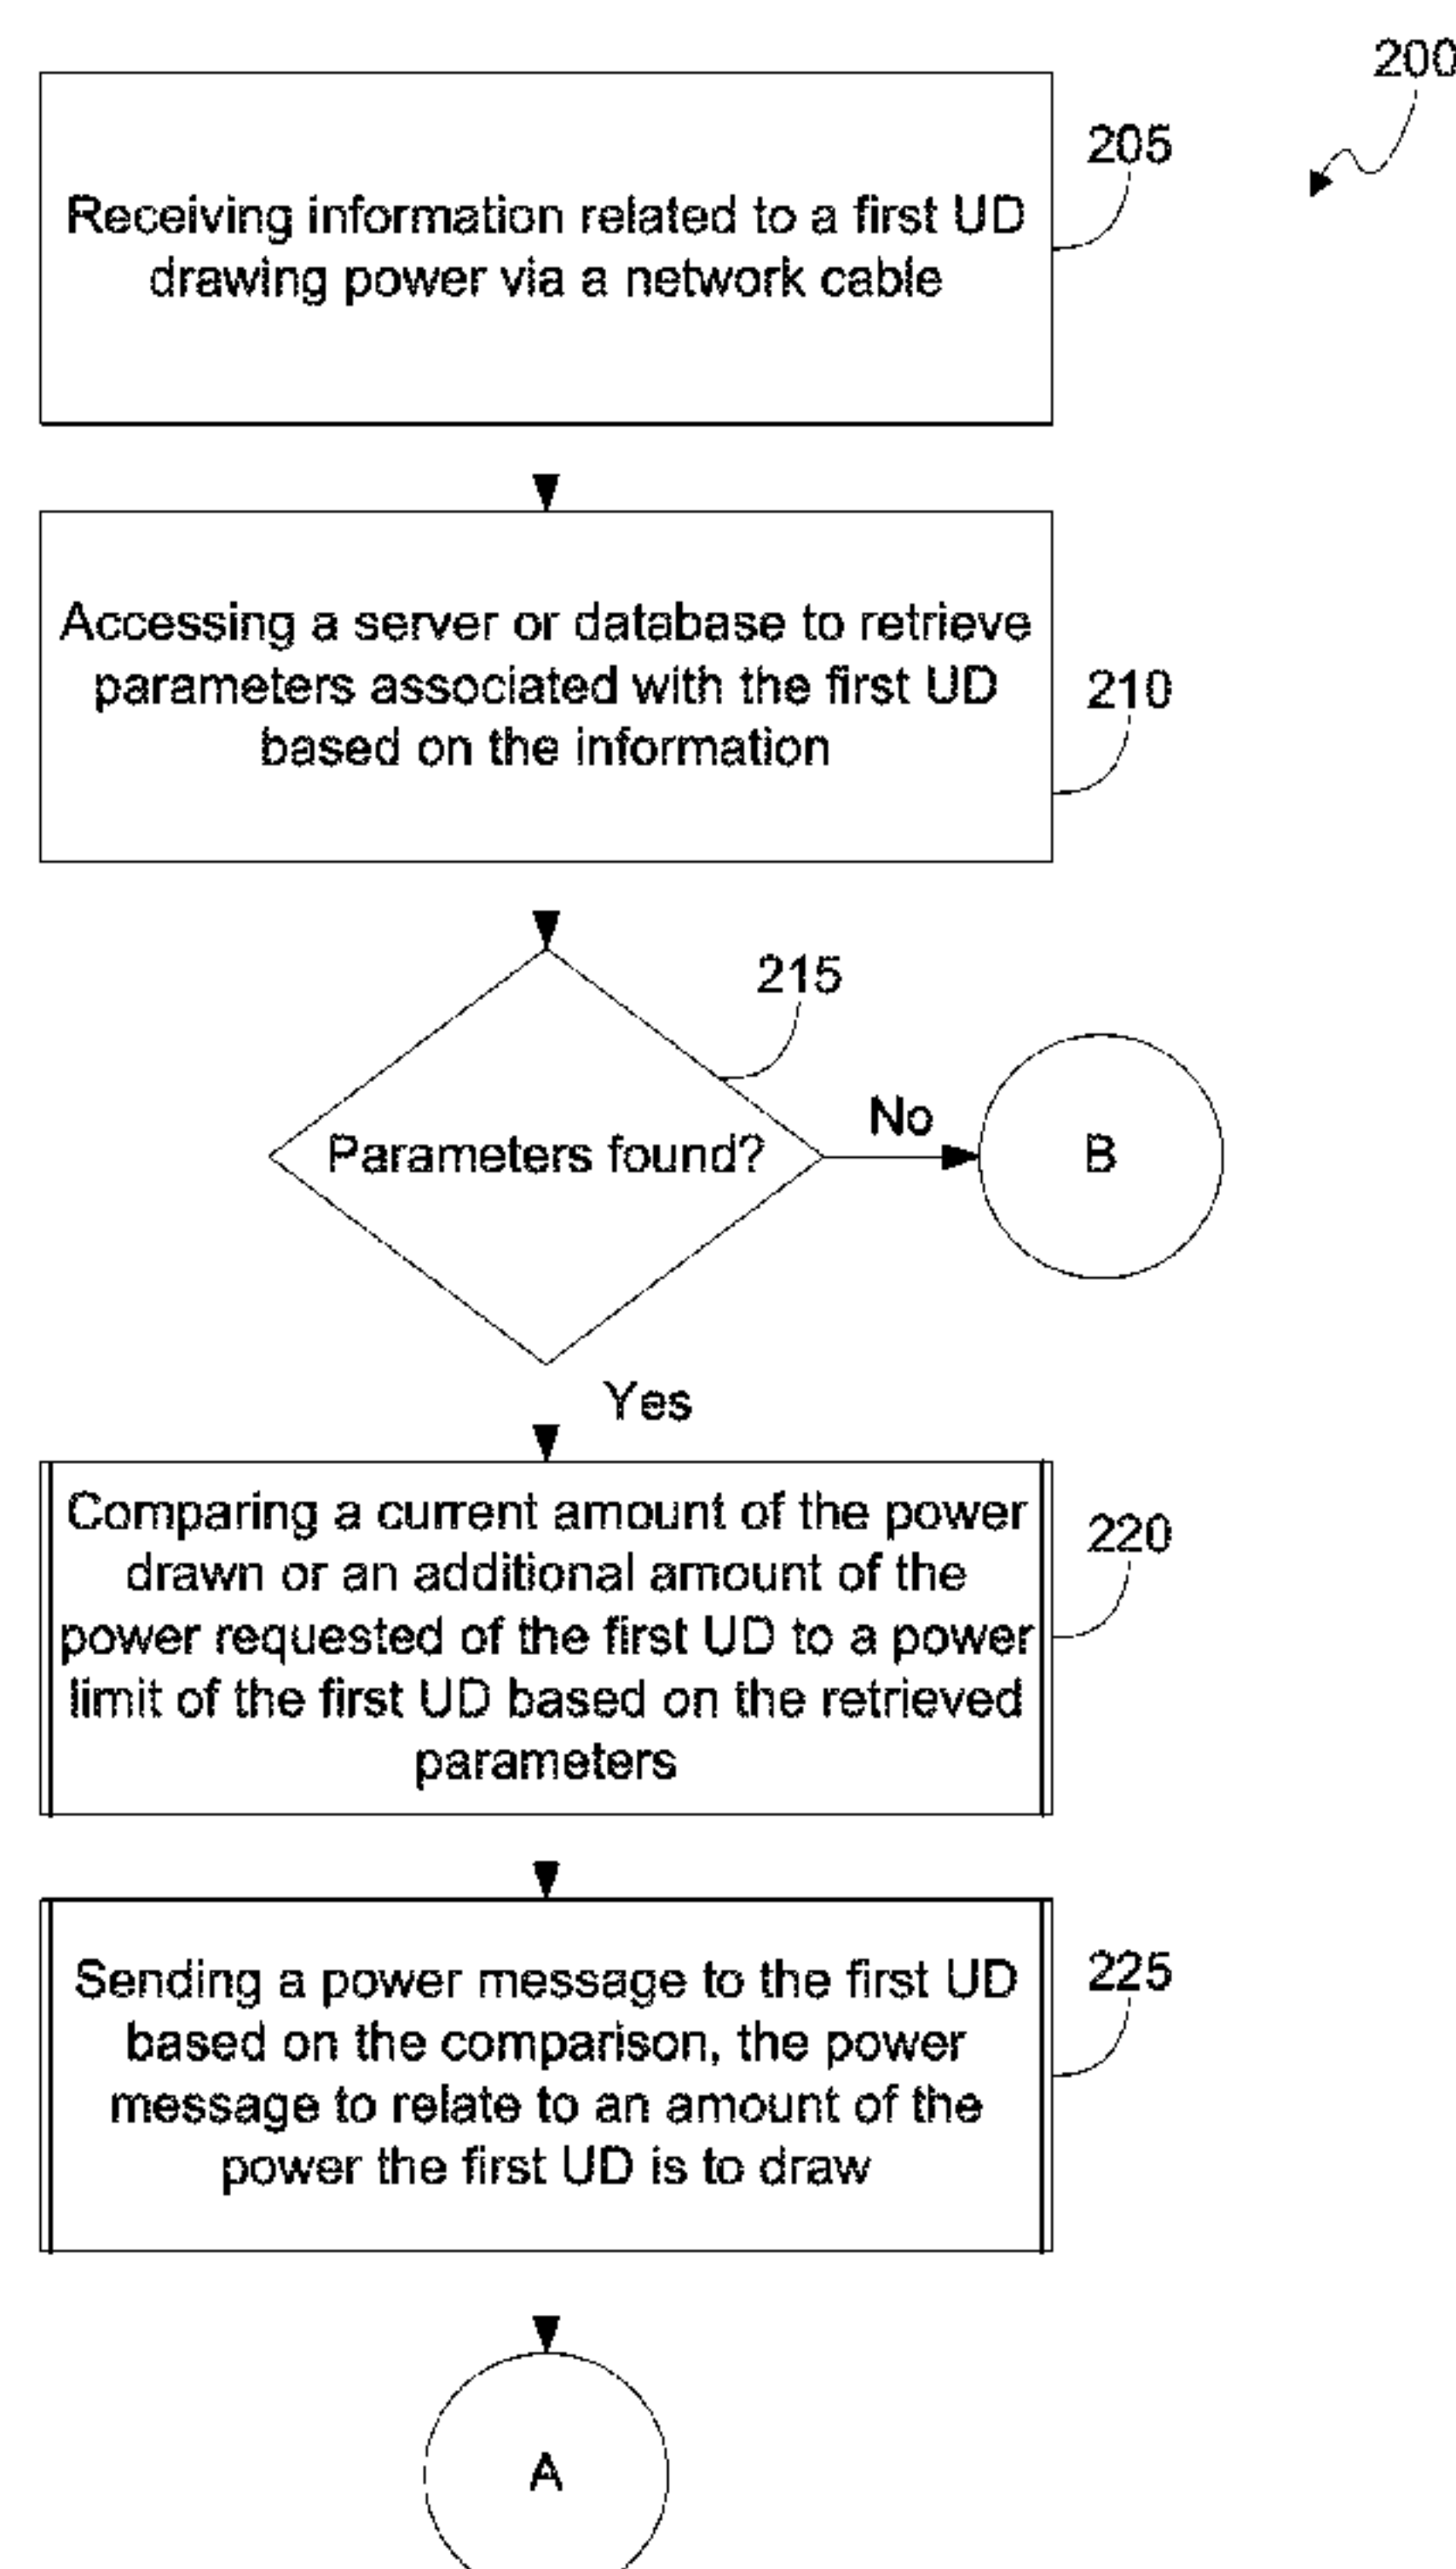 200
205
Receiving information related to a first UD
drawing power via a network cable
Accessing a server or database to retrieve
parameters associated with the first UD
based on the information
210
215
Parameters found?
No
B
Yes
Comparing a current amount of the power
drawn or an additional amount of the
power requested of the first UD to a power
limit of the first UD based on the retrieved
parameters
220
Sending a power message to the first UD
based on the comparison, the power
message to relate to an amount of the
power the first UD is to draw
225
A